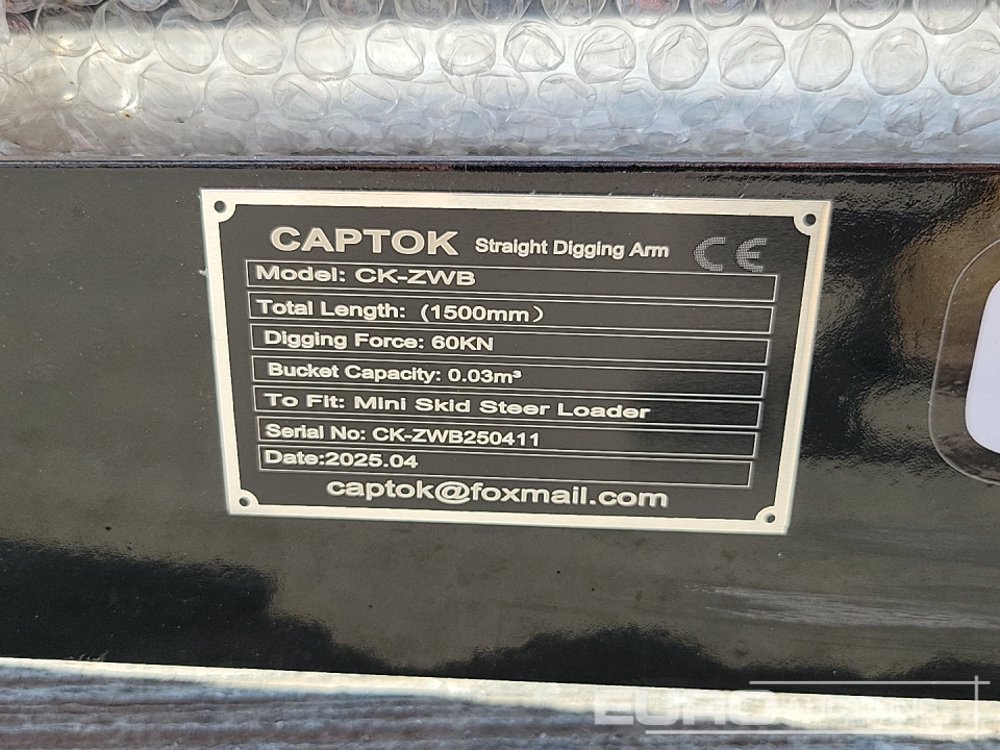 CAPTOK Straight Digging Arm CE
Model: CK-ZWB
Total Length: (1500mm)
Digging Force: 60KN
Bucket Capacity: 0.03m³
To Fit: Mini Skid Steer Loader
Serial No: CK-ZWB250411
Date:2025.04
captok@foxmail.com
EURO